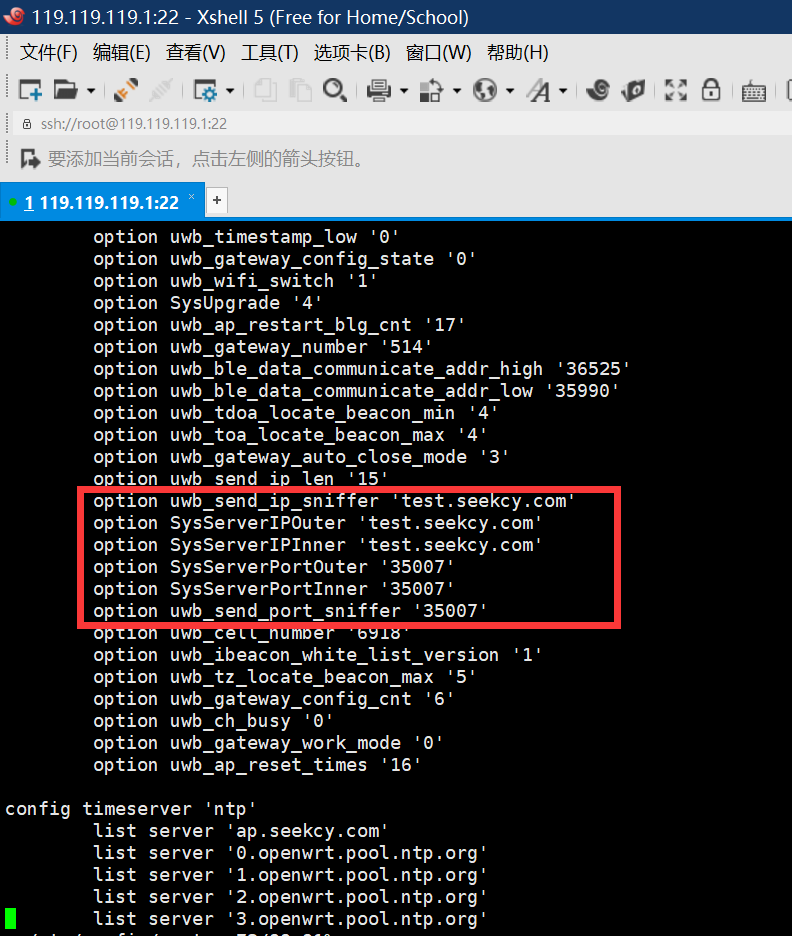 119.119.119.1:22 - Xshell 5 (Free for Home/School)
文件(F) 编辑(E) 查看(V) 工具(T) 选项卡(B) 窗口(W) 帮助(H)
ssh://root@119.119.119.1:22
要添加当前会话，点击左侧的箭头按钮。
1 119.119.119.1:22 × +
option uwb_timestamp_low '0'
option uwb_gateway_config_state '0'
option uwb_wifi_switch '1'
option SysUpgrade '4'
option uwb_ap_restart_blg_cnt '17'
option uwb_gateway_number '514'
option uwb_ble_data_communicate_addr_high '36525'
option uwb_ble_data_communicate_addr_low '35990'
option uwb_tdoa_locate_beacon_min '4'
option uwb_toa_locate_beacon_max '4'
option uwb_gateway_auto_close_mode '3'
option uwb_send_ip_len '15'
option uwb_send_ip_sniffer 'test.seekcy.com'
option SysServerIPOuter 'test.seekcy.com'
option SysServerIPInner 'test.seekcy.com'
option SysServerPortOuter '35007'
option SysServerPortInner '35007'
option uwb_send_port_sniffer '35007'
option uwb_cell_number '6918'
option uwb_ibeacon_white_list_version '1'
option uwb_tz_locate_beacon_max '5'
option uwb_gateway_config_cnt '6'
option uwb_ch_busy '0'
option uwb_gateway_work_mode '0'
option uwb_ap_reset_times '16'
config timeserver 'ntp'
list server 'ap.seekcy.com'
list server '0.openwrt.pool.ntp.org'
list server '1.openwrt.pool.ntp.org'
list server '2.openwrt.pool.ntp.org'
list server '3.openwrt.pool.ntp.org'